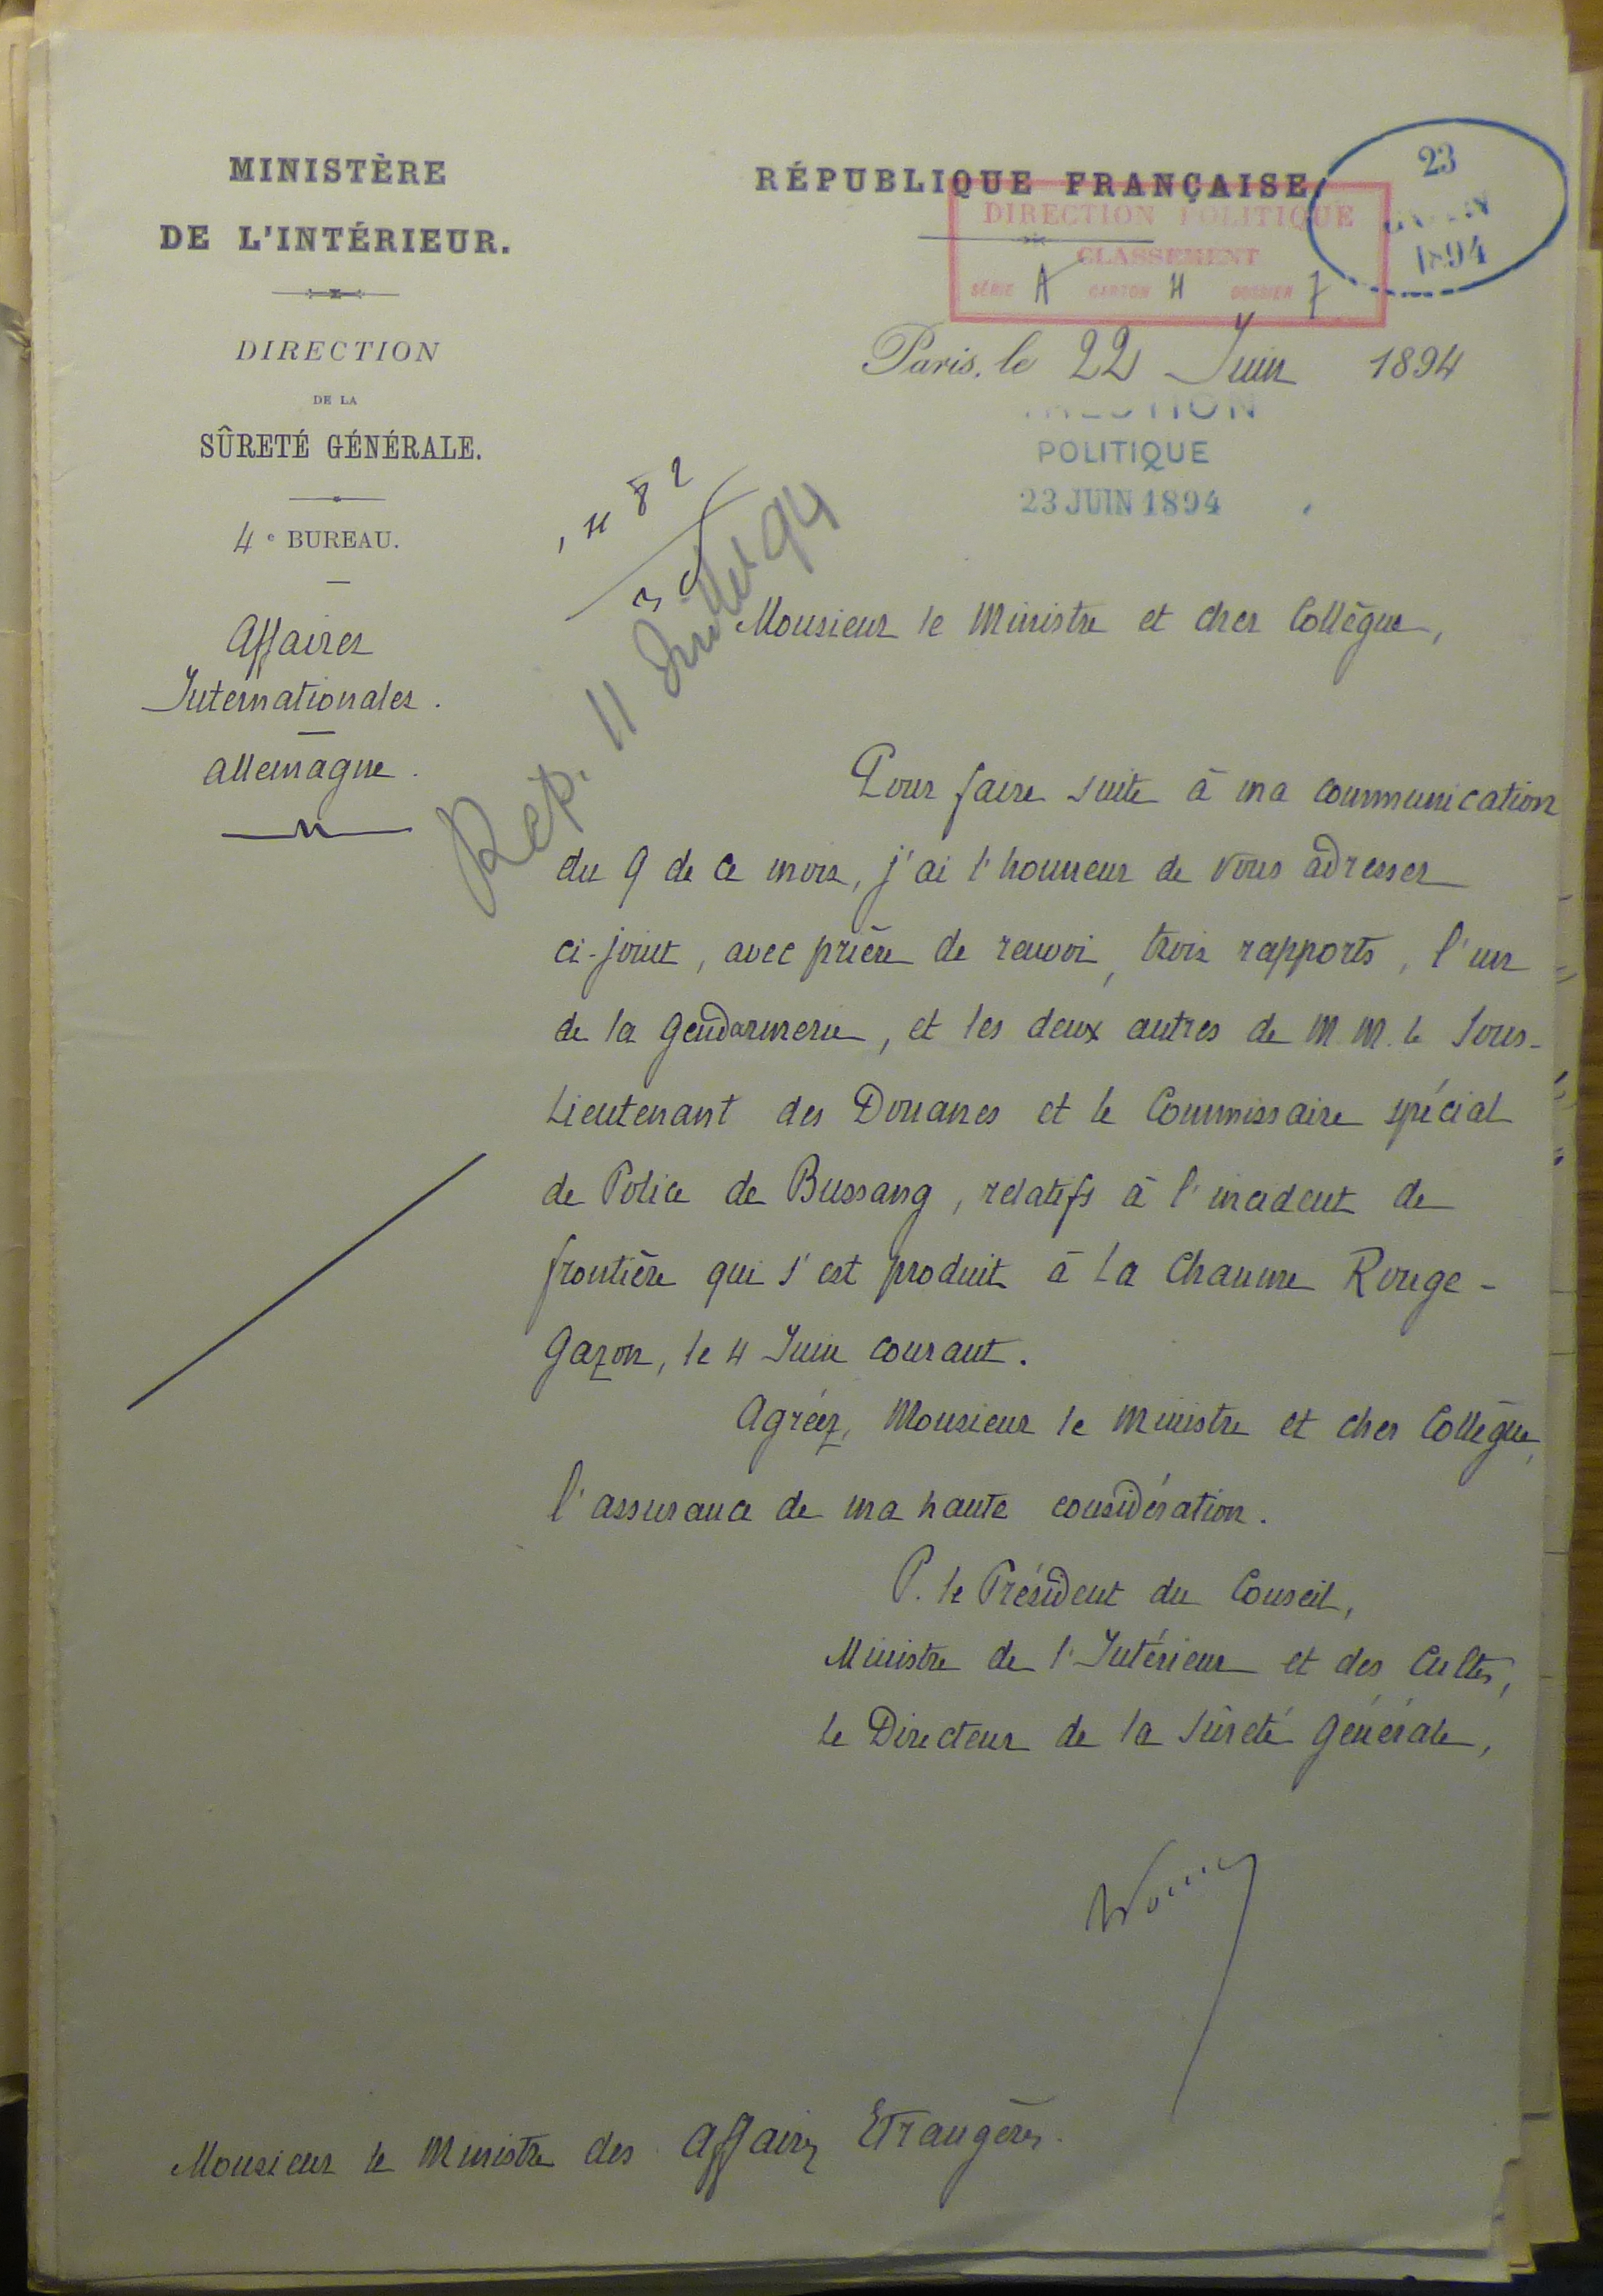 MINISTÈRE
DE L'INTÉRIEUR.
DIRECTION
DE LA
SÛRETÉ GÉNÉRALE.
4e BUREAU.
Affaires
Internationales.
Allemagne.
RÉPUBLIQUE FRANÇAISE
DIRECTION POLITIQUE
CLASSEMENT
SÉRIE A CARTON 4 DOSSIER 7
23
1894
Paris, le 22 Juin 1894
POLITIQUE
23 JUIN 1894
Rép. 11 Juillet 94
Monsieur le Ministre et cher Collègue,
Pour faire suite à ma communication
du 9 de ce mois, j'ai l'honneur de vous adresser
ci-joint, avec prière de renvoi, trois rapports, l'un
de la gendarmerie, et les deux autres de M.M. le Sous-
Lieutenant des Douanes et le Commissaire spécial
de Police de Bussang, relatifs à l'incident de
frontière qui s'est produit à la Chaume Rouge-
Gazon, le 4 Juin courant.
Agréez, Monsieur le Ministre et cher Collègue,
l'assurance de ma haute considération.
P. le Président du Conseil,
Ministre de l'Intérieur et des Cultes,
Le Directeur de la Sûreté Générale,
Monsieur le Ministre des Affaires Etrangères.